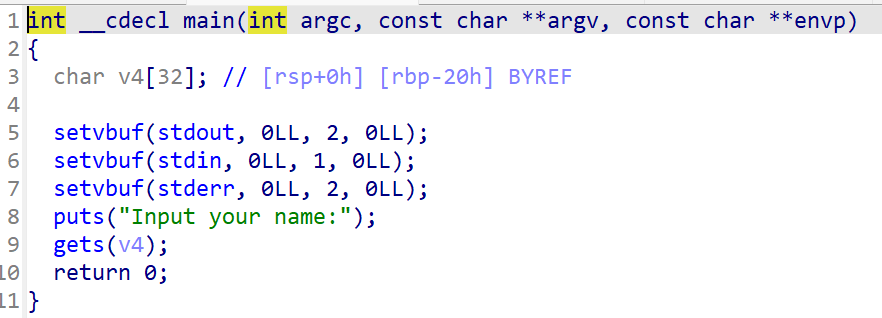 1 int __cdecl main(int argc, const char **argv, const char **envp)
2 {
3   char v4[32]; // [rsp+0h] [rbp-20h] BYREF
4
5   setvbuf(stdout, 0LL, 2, 0LL);
6   setvbuf(stdin, 0LL, 1, 0LL);
7   setvbuf(stderr, 0LL, 2, 0LL);
8   puts("Input your name:");
9   gets(v4);
10   return 0;
11 }